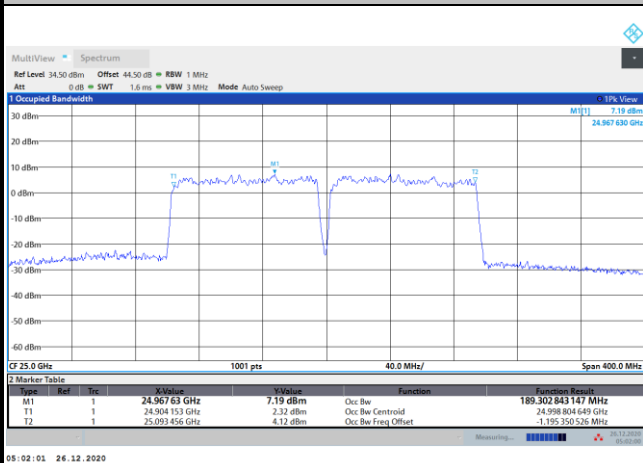 MultiView Spectrum
Ref Level 34.50 dBm Offset 44.50 dB RBW 1 MHz
Att 0 dB SWT 1.6 ms VBW 3 MHz Mode Auto Sweep
1 Occupied Bandwidth 1Pk View
M1[1] 7.19 dBm
24.967 630 GHz
30 dBm
20 dBm
M1
10 dBm
T1 T2
0 dBm
-10 dBm
-20 dBm
-30 dBm
-40 dBm
-50 dBm
-60 dBm
CF 25.0 GHz 1001 pts 40.0 MHz/ Span 400.0 MHz
2 Marker Table
Type Ref Trc X-Value Y-Value Function Function Result
M1 1 24.967 63 GHz 7.19 dBm Occ Bw 189.302 843 147 MHz
T1 1 24.904 153 GHz 2.32 dBm Occ Bw Centroid 24.998 804 649 GHz
T2 1 25.093 456 GHz 4.12 dBm Occ Bw Freq Offset -1.195 350 526 MHz
Measuring... 26.12.2020
05:02:00
05:02:01 26.12.2020